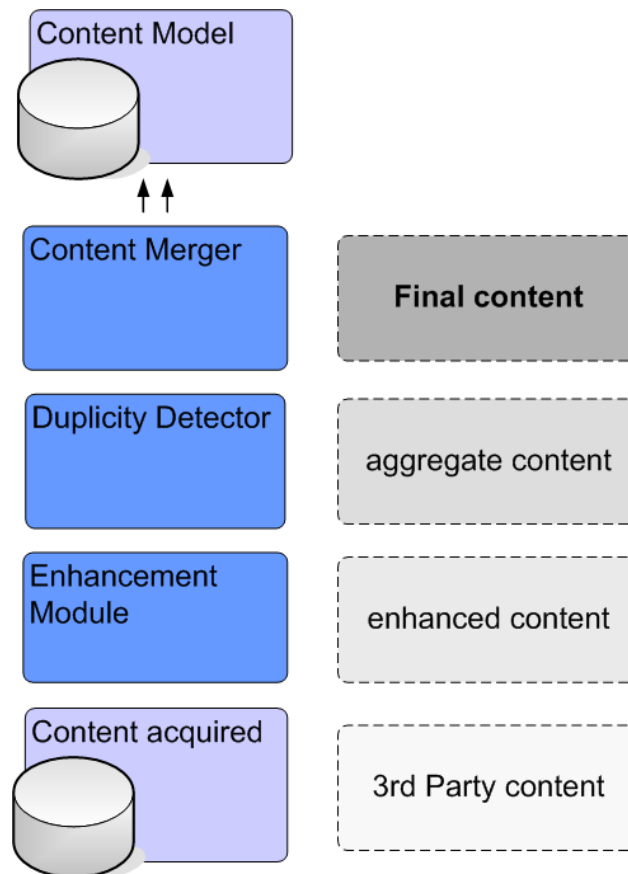 Content Model
Content Merger
Final content
Duplicity Detector
aggregate content
Enhancement
Module
enhanced content
Content acquired
3rd Party content